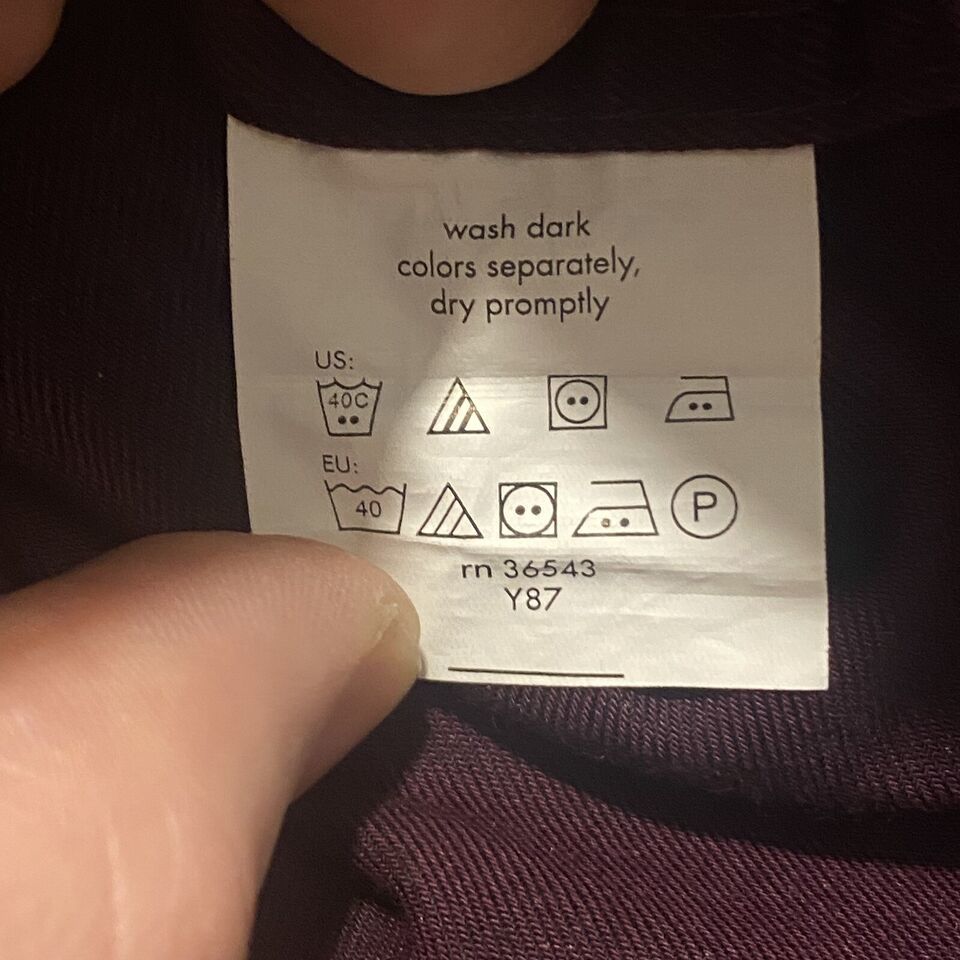 wash dark
colors separately,
dry promptly
US:
40C
EU:
40 P
rn 36543
Y87